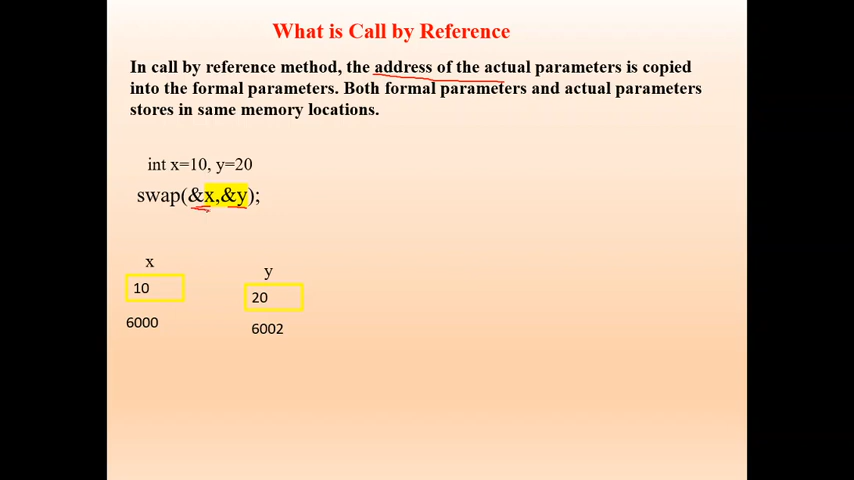 What is Call by Reference
In call by reference method, the address of the actual parameters is copied
into the formal parameters. Both formal parameters and actual parameters
stores in same memory locations.
int x=10, y=20
swap(&x,&y);
x
y
10
20
6000
6002